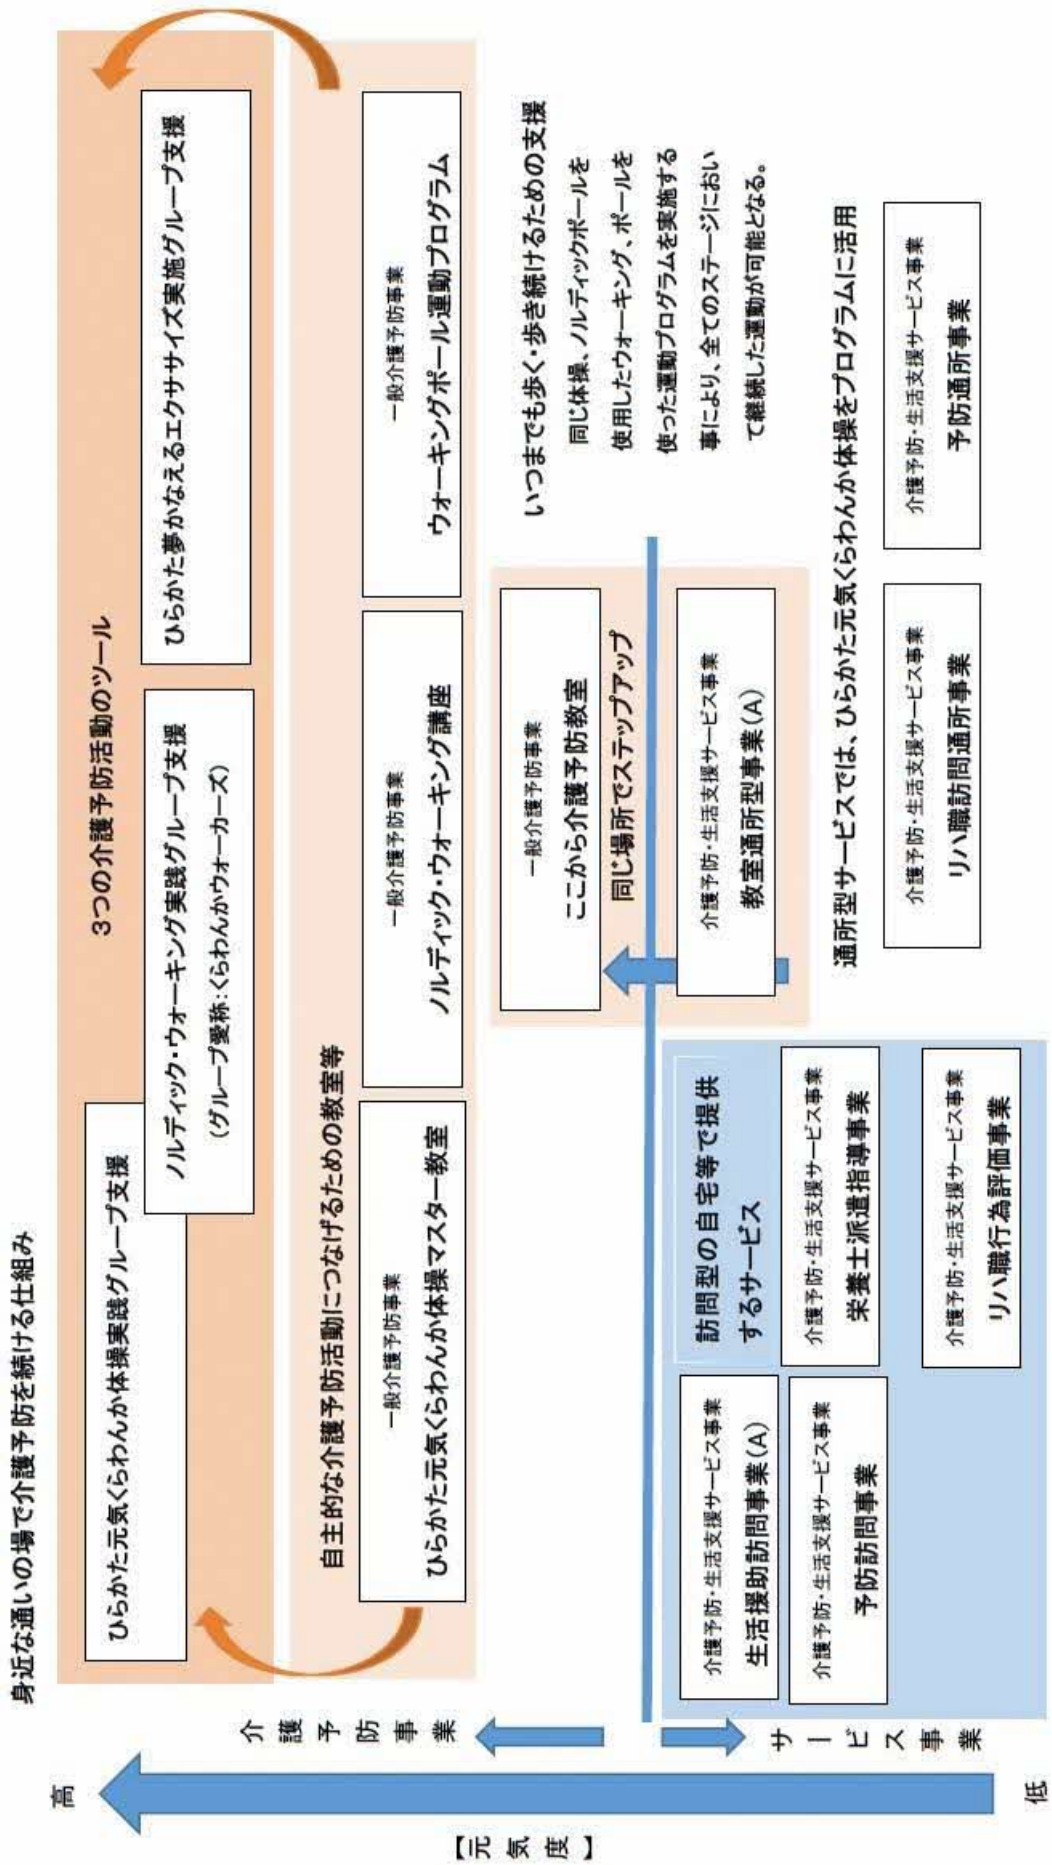 身近な通いの場で介護予防を続ける仕組み
3つの介護予防活動のツール
ひらかた元気くらわんか体操実践グループ支援
ノルディック・ウォーキング実践グループ支援
(グループ愛称:くらわんかウォーカーズ)
ひらかた夢かなえるエクササイズ実施グループ支援
自主的な介護予防活動につなげるための教室等
一般介護予防事業
ひらかた元気くらわんか体操マスター教室
一般介護予防事業
ノルディック・ウォーキング講座
一般介護予防事業
ウォーキングポール運動プログラム
一般介護予防事業
ここから介護予防教室
同じ場所でステップアップ
介護予防・生活支援サービス事業
教室通所型事業(A)
いつまでも歩く・歩き続けるための支援
同じ体操、ノルディックポールを
使用したウォーキング、ポールを
使った運動プログラムを実施する
事により、全てのステージにおい
て継続した運動が可能となる。
訪問型の自宅等で提供
するサービス
介護予防・生活支援サービス事業
生活援助訪問事業(A)
介護予防・生活支援サービス事業
予防訪問事業
介護予防・生活支援サービス事業
栄養士派遣指導事業
介護予防・生活支援サービス事業
リハ職行為評価事業
通所型サービスでは、ひらかた元気くらわんか体操をプログラムに活用
介護予防・生活支援サービス事業
リハ職訪問通所事業
介護予防・生活支援サービス事業
予防通所事業
高
介護予防事業
サービス事業
低
【元気度】